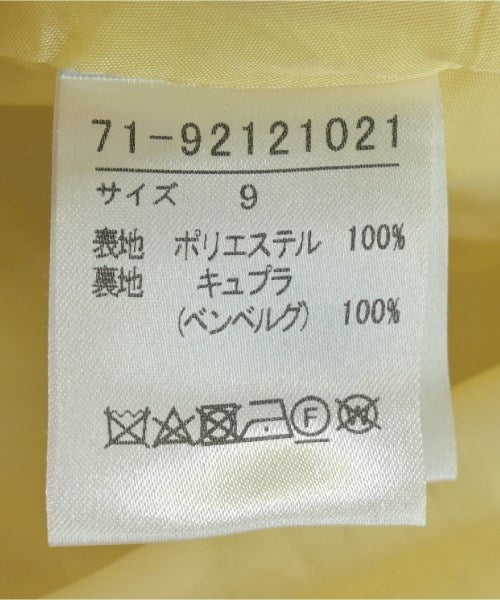 71-92121021
サイズ 9
表地 ポリエステル 100%
裏地 キュプラ
(ベンベルグ) 100%
F W